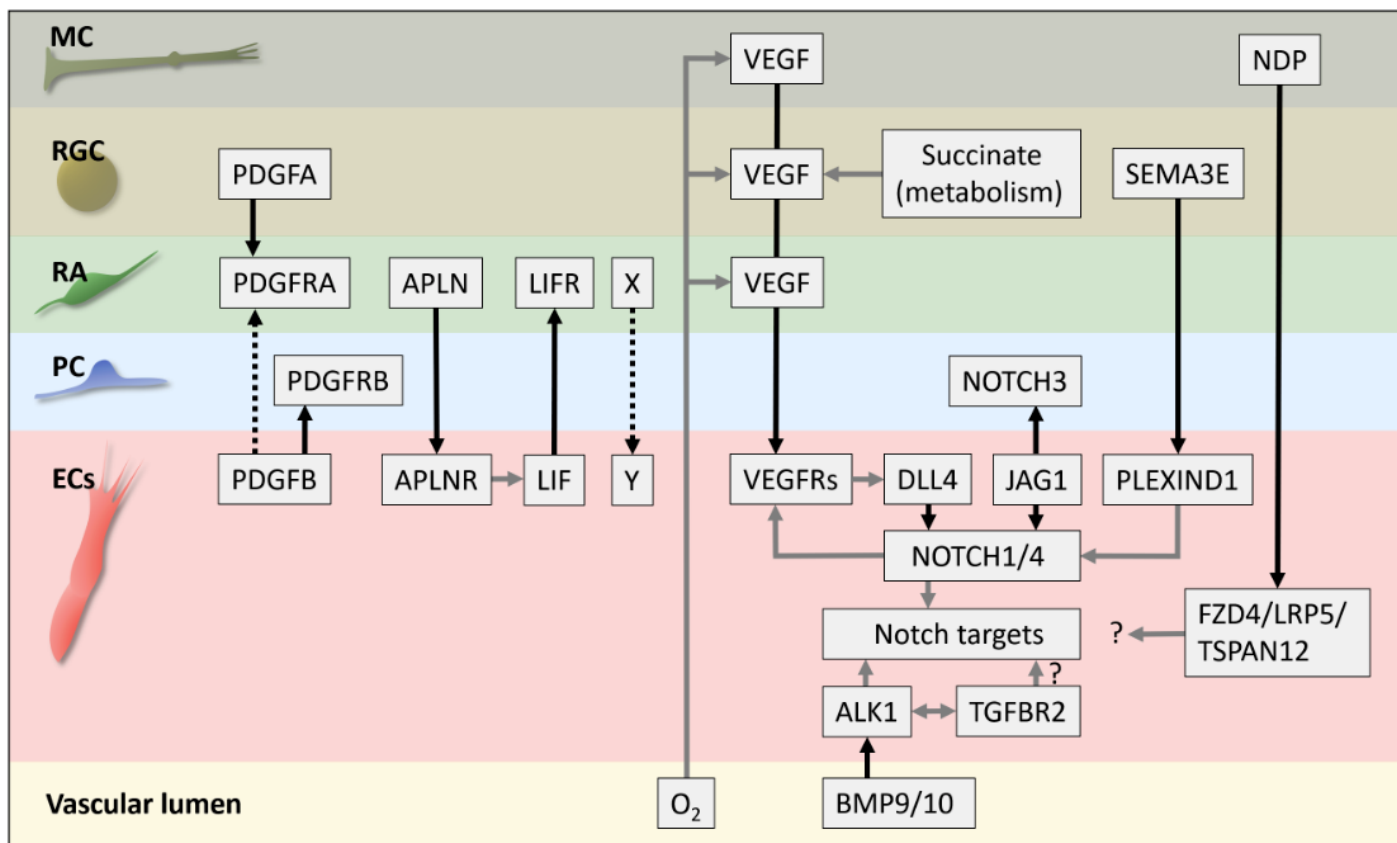 MC
VEGF
NDP
RGC
PDGFA
VEGF
Succinate
(metabolism)
SEMA3E
RA
PDGFRA
APLN
LIFR
X
VEGF
PC
PDGFRB
NOTCH3
ECs
PDGFB
APLNR
LIF
Y
VEGFRs
DLL4
JAG1
PLEXIND1
NOTCH1/4
Notch targets
?
FZD4/LRP5/
TSPAN12
?
ALK1
TGFBR2
Vascular lumen
O₂
BMP9/10